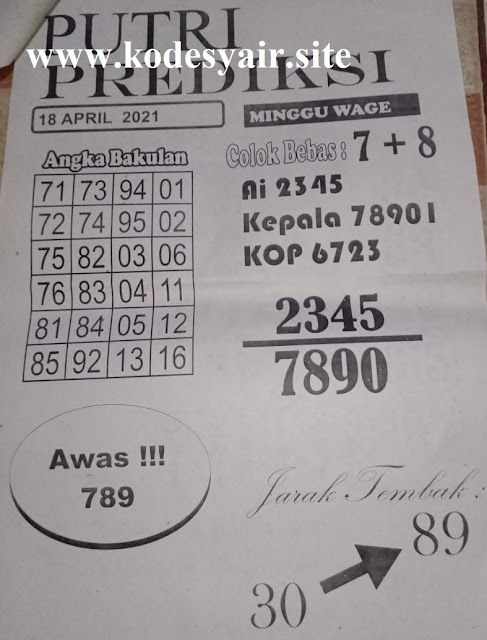 PUTRI
www.kodesyair.site
PREDIKSI
18 APRIL 2021
MINGGU WAGE
Angka Bakulan
71 73 94 01
72 74 95 02
75 82 03 06
76 83 04 11
81 84 05 12
85 92 13 16
Colok Bebas : 7 + 8
Ai 2345
Kepala 78901
KOP 6723
2345
7890
Awas !!!
789
Jarak Tembak :
89
30